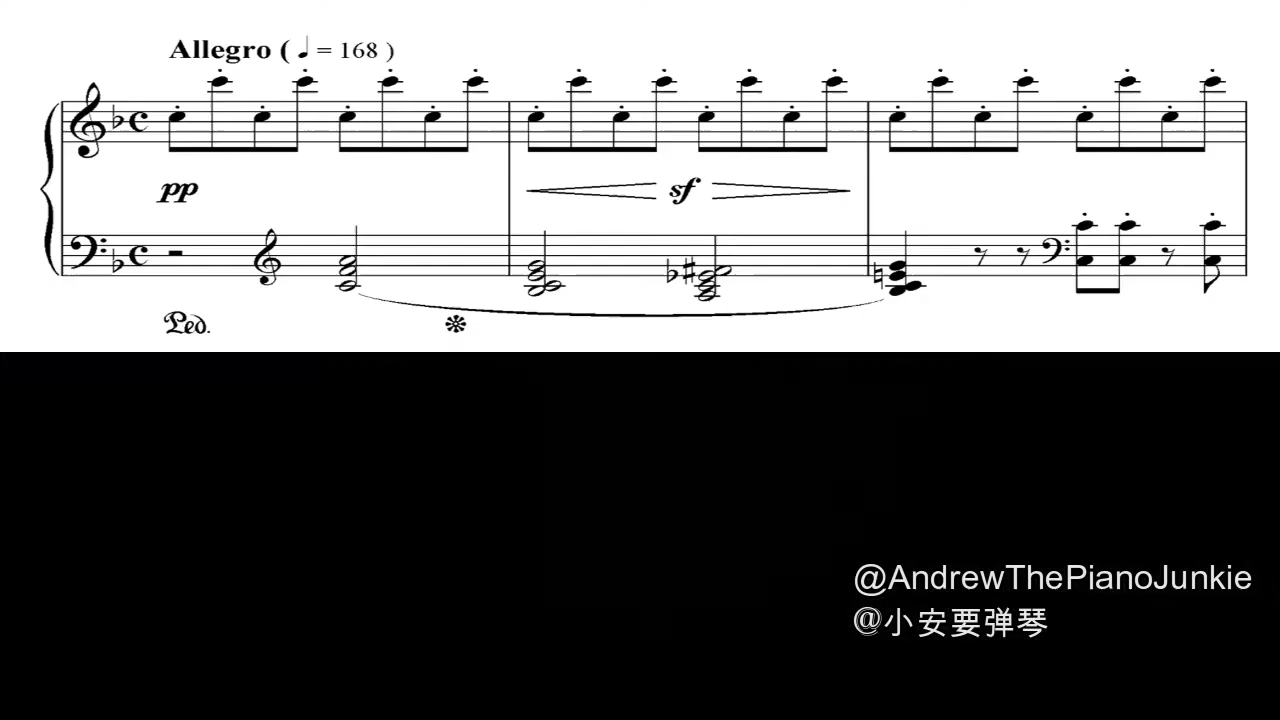 Allegro ( ♩ = 168 )
pp
sf
Ped.
@AndrewThePianoJunkie
@小安要弹琴